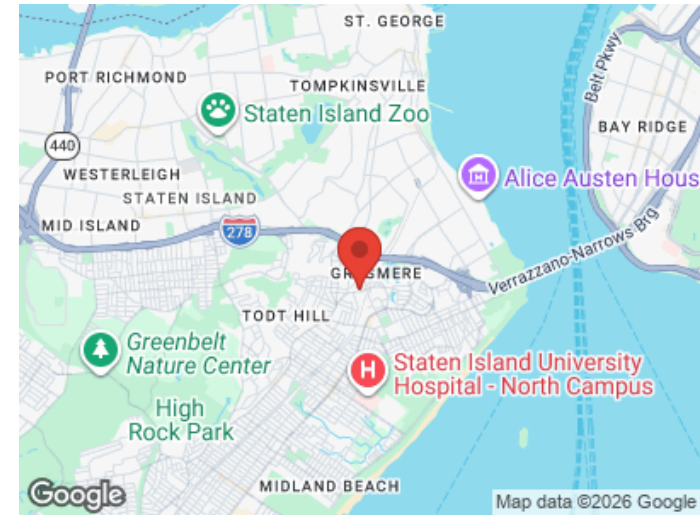 ST. GEORGE
PORT RICHMOND
TOMPKINSVILLE
Belt Pkwy
Staten Island Zoo
BAY RIDGE
440
WESTERLEIGH
Alice Austen Hous
STATEN ISLAND
MID ISLAND
278
Verrazzano-Narrows Brg
TODT HILL
Greenbelt
Nature Center
H
Staten Island University
Hospital - North Campus
High
Rock Park
MIDLAND BEACH
Google
Map data ©2026 Google